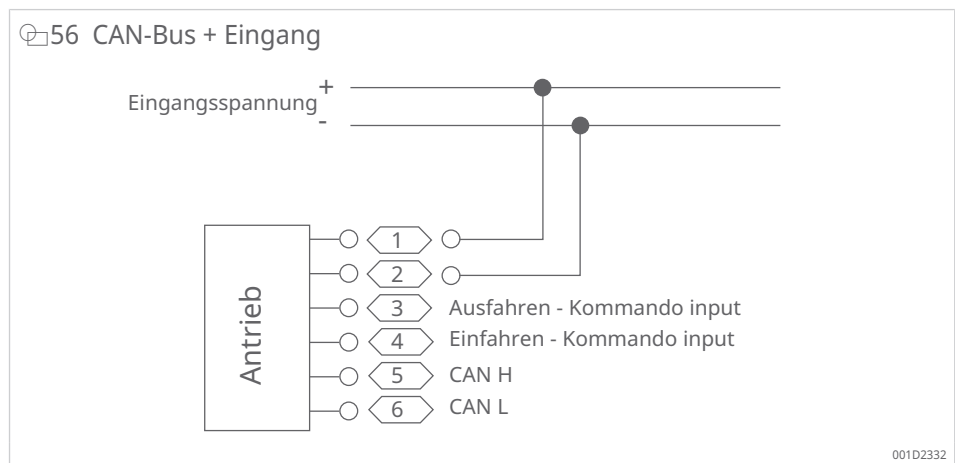 56 CAN-Bus + Eingang
+
Eingangsspannung
-
1
2
3 Ausfahren - Kommando input
4 Einfahren - Kommando input
5 CAN H
6 CAN L
Antrieb
001D2332